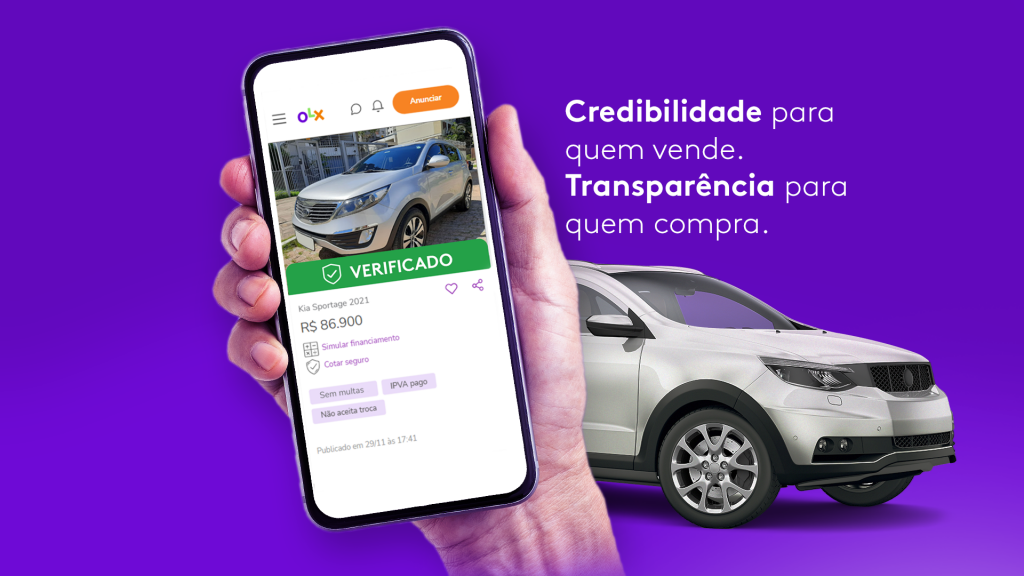 OLX
Anunciar
VERIFICADO
Kia Sportage 2021
R$ 86.900
Simular financiamento
Cotar seguro
Sem multas
IPVA pago
Não aceita troca
Publicado em 29/11 às 17:41
Credibilidade para
quem vende.
Transparência para
quem compra.